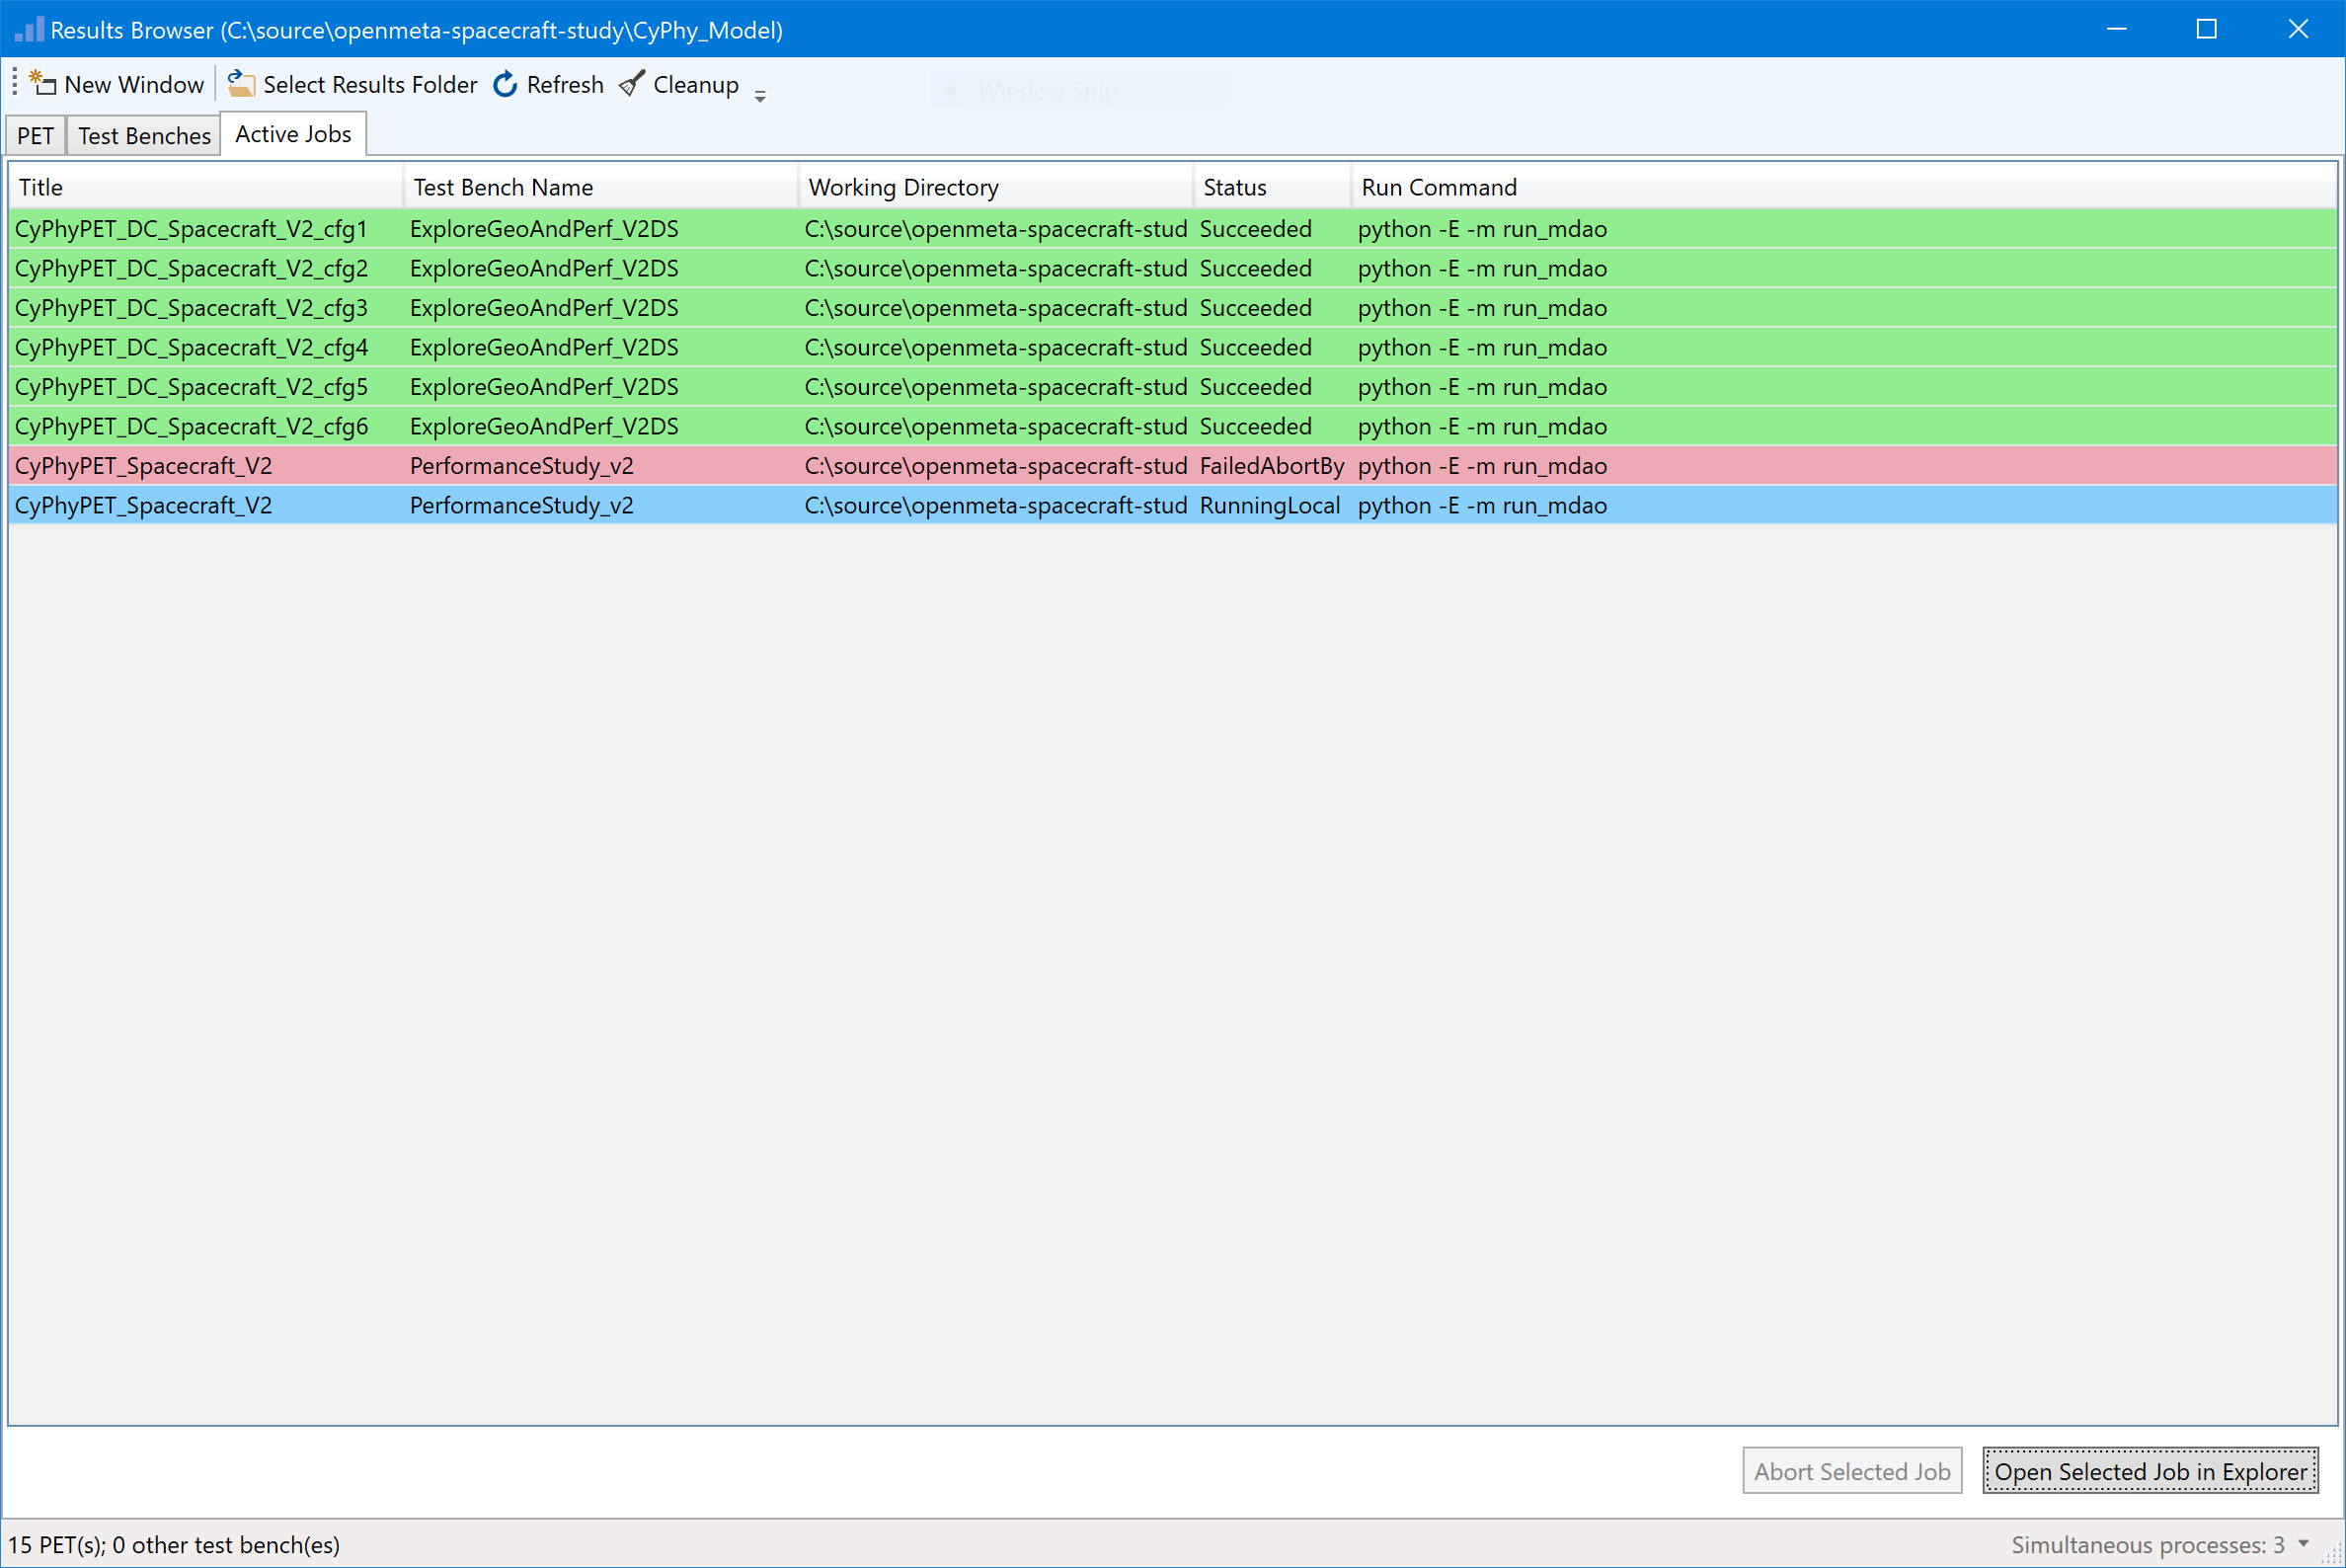 Results Browser (C:\source\openmeta-spacecraft-study\CyPhy_Model)
New Window Select Results Folder Refresh Cleanup Window Snip
PET Test Benches Active Jobs
Title Test Bench Name Working Directory Status Run Command
CyPhyPET_DC_Spacecraft_V2_cfg1 ExploreGeoAndPerf_V2DS C:\source\openmeta-spacecraft-stud Succeeded python -E -m run_mdao
CyPhyPET_DC_Spacecraft_V2_cfg2 ExploreGeoAndPerf_V2DS C:\source\openmeta-spacecraft-stud Succeeded python -E -m run_mdao
CyPhyPET_DC_Spacecraft_V2_cfg3 ExploreGeoAndPerf_V2DS C:\source\openmeta-spacecraft-stud Succeeded python -E -m run_mdao
CyPhyPET_DC_Spacecraft_V2_cfg4 ExploreGeoAndPerf_V2DS C:\source\openmeta-spacecraft-stud Succeeded python -E -m run_mdao
CyPhyPET_DC_Spacecraft_V2_cfg5 ExploreGeoAndPerf_V2DS C:\source\openmeta-spacecraft-stud Succeeded python -E -m run_mdao
CyPhyPET_DC_Spacecraft_V2_cfg6 ExploreGeoAndPerf_V2DS C:\source\openmeta-spacecraft-stud Succeeded python -E -m run_mdao
CyPhyPET_Spacecraft_V2 PerformanceStudy_v2 C:\source\openmeta-spacecraft-stud FailedAbortBy python -E -m run_mdao
CyPhyPET_Spacecraft_V2 PerformanceStudy_v2 C:\source\openmeta-spacecraft-stud RunningLocal python -E -m run_mdao
Abort Selected Job Open Selected Job in Explorer
15 PET(s); 0 other test bench(es) Simultaneous processes: 3